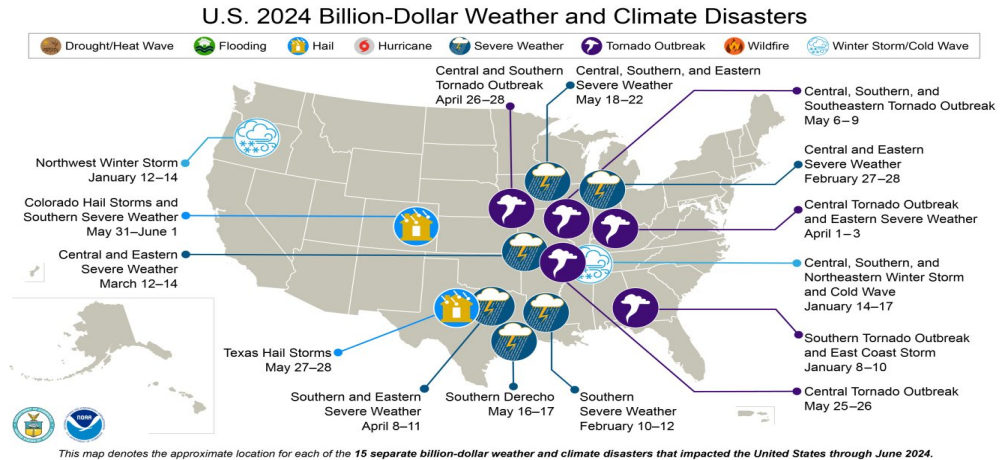 U.S. 2024 Billion-Dollar Weather and Climate Disasters
Drought/Heat Wave
Flooding
Hail
Hurricane
Severe Weather
Tornado Outbreak
Wildfire
Winter Storm/Cold Wave
Central and Southern
Tornado Outbreak
April 26–28
Central, Southern, and Eastern
Severe Weather
May 18–22
Central, Southern, and
Southeastern Tornado Outbreak
May 6–9
Central and Eastern
Severe Weather
February 27–28
Central Tornado Outbreak
and Eastern Severe Weather
April 1–3
Central, Southern, and
Northeastern Winter Storm
and Cold Wave
January 14–17
Southern Tornado Outbreak
and East Coast Storm
January 8–10
Central Tornado Outbreak
May 25–26
Northwest Winter Storm
January 12–14
Colorado Hail Storms and
Southern Severe Weather
May 31–June 1
Central and Eastern
Severe Weather
March 12–14
Texas Hail Storms
May 27–28
Southern and Eastern
Severe Weather
April 8–11
Southern Derecho
May 16–17
Southern
Severe Weather
February 10–12
NOAA
This map denotes the approximate location for each of the 15 separate billion-dollar weather and climate disasters that impacted the United States through June 2024.